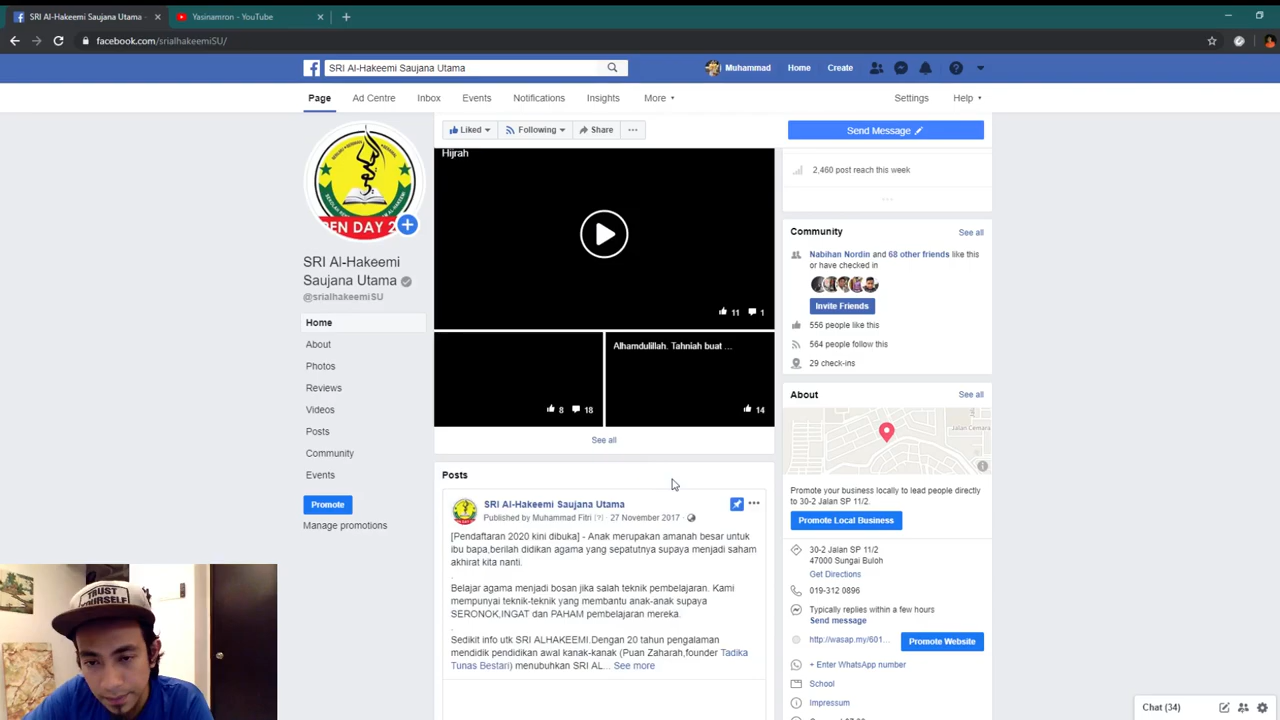 SRI Al-Hakeemi Saujana Utama -
Yasinamron - YouTube
facebook.com/srialhakeemiSU/
SRI Al-Hakeemi Saujana Utama
Muhammad
Home
Create
Page
Ad Centre
Inbox
Events
Notifications
Insights
More
Settings
Help
Liked
Following
Share
...
Send Message
PEN DAY 2
SRI Al-Hakeemi
Saujana Utama
@srialhakeemiSU
Home
About
Photos
Reviews
Videos
Posts
Community
Events
Promote
Manage promotions
Hijrah
11
1
8
18
Alhamdulillah. Tahniah buat ...
14
See all
Posts
SRI Al-Hakeemi Saujana Utama
Published by Muhammad Fitri [?] · 27 November 2017 ·
[Pendaftaran 2020 kini dibuka] - Anak merupakan amanah besar untuk
ibu bapa,berilah didikan agama yang sepatutnya supaya menjadi saham
akhirat kita nanti.
.
Belajar agama menjadi bosan jika salah teknik pembelajaran. Kami
mempunyai teknik-teknik yang membantu anak-anak supaya
SERONOK,INGAT dan PAHAM pembelajaran mereka.
.
Sedikit info utk SRI ALHAKEEMI.Dengan 20 tahun pengalaman
mendidik pendidikan awal kanak-kanak (Puan Zaharah,founder Tadika
Tunas Bestari) menubuhkan SRI AL... See more
2,460 post reach this week
Community
See all
Nabihan Nordin and 68 other friends like this
or have checked in
Invite Friends
556 people like this
564 people follow this
29 check-ins
About
See all
Jalan Cemara
Promote your business locally to lead people directly
to 30-2 Jalan SP 11/2.
Promote Local Business
30-2 Jalan SP 11/2
47000 Sungai Buloh
Get Directions
019-312 0896
Typically replies within a few hours
Send message
http://wasap.my/601...
Promote Website
+ Enter WhatsApp number
School
Impressum
TRUST
YOURSELF
Chat (34)